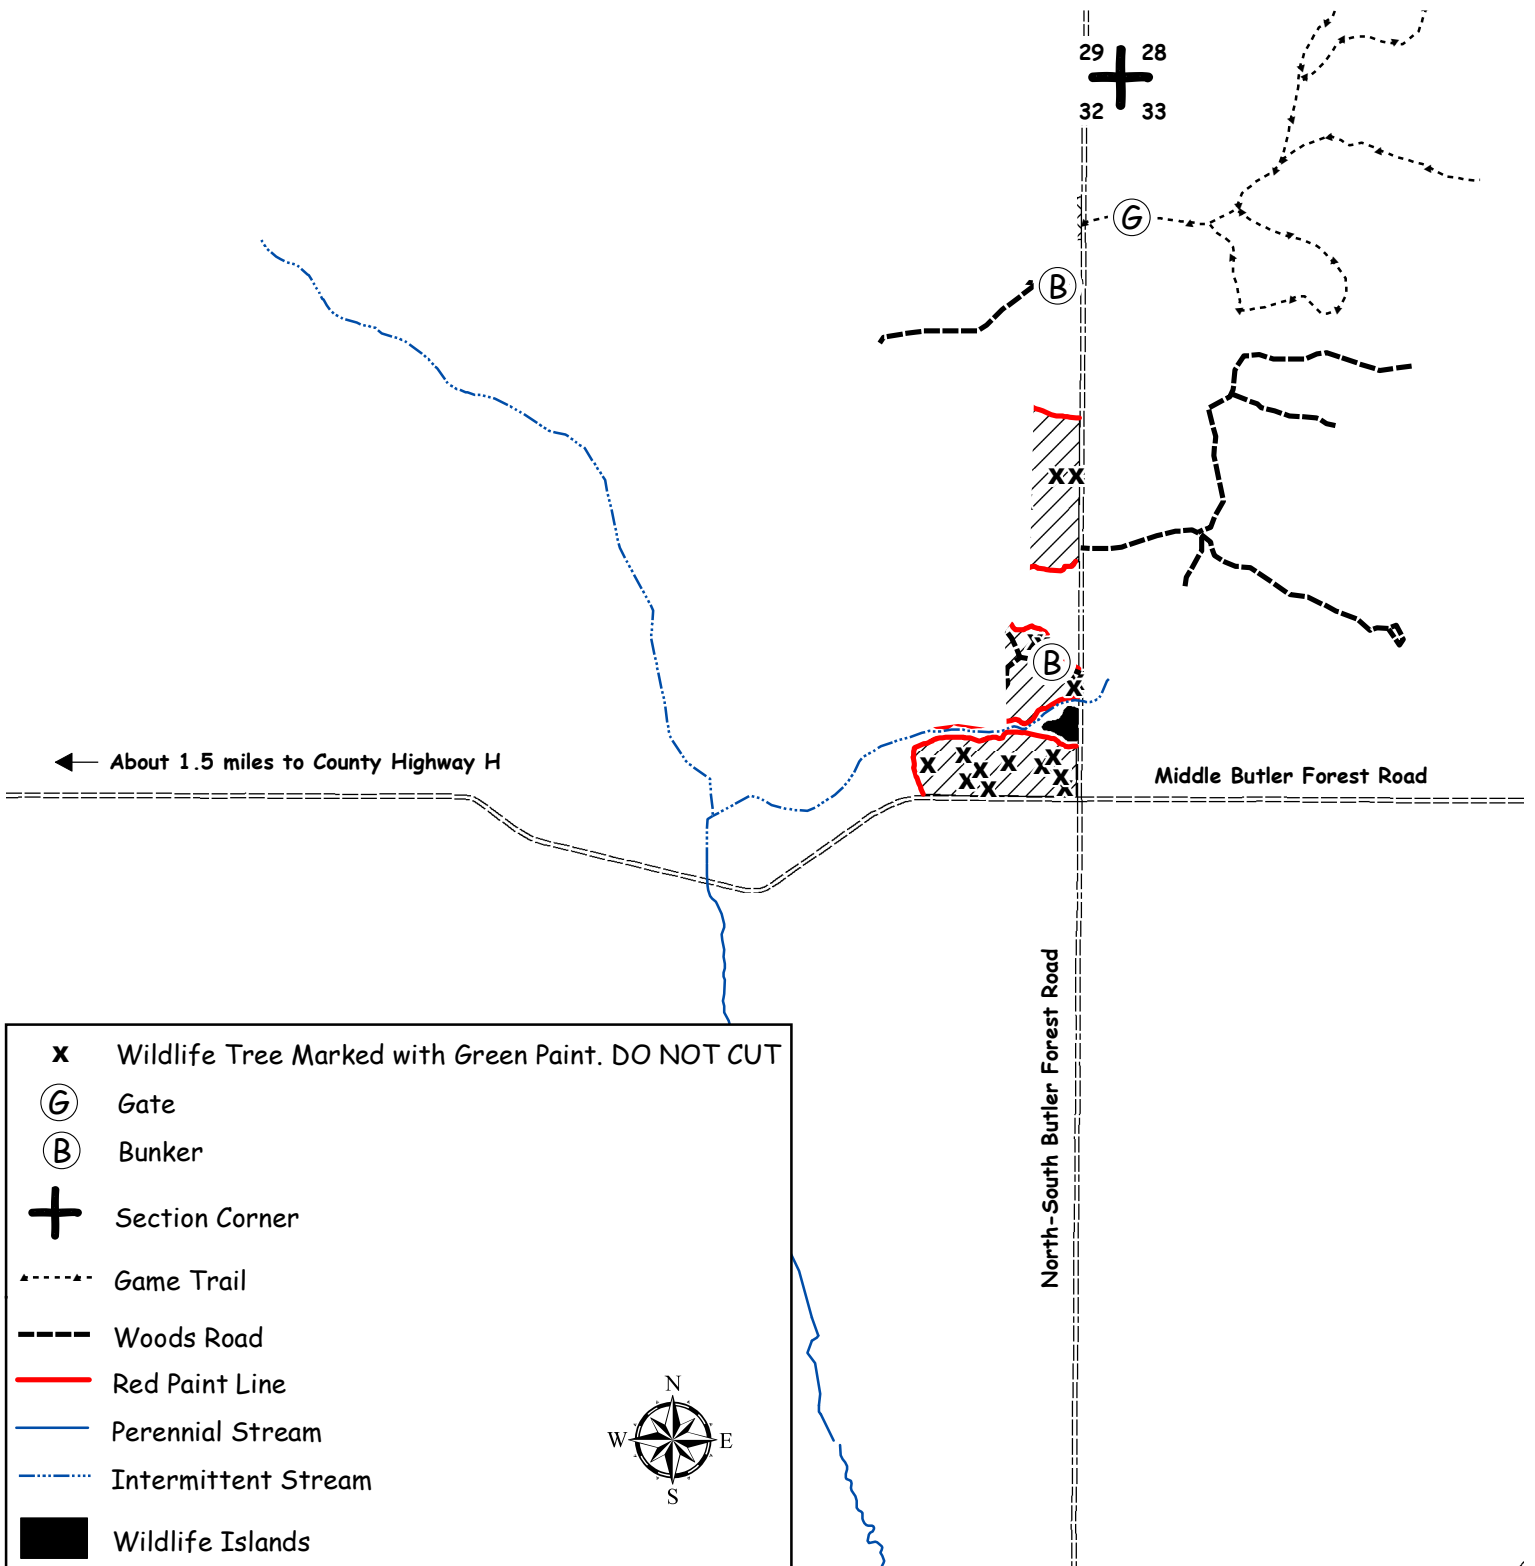 29 28
32 33
G
B
x x
B
x
About 1.5 miles to County Highway H
x x x x x x x x x x
Middle Butler Forest Road
North-South Butler Forest Road
x Wildlife Tree Marked with Green Paint. DO NOT CUT
G Gate
B Bunker
Section Corner
Game Trail
Woods Road
Red Paint Line
Perennial Stream
Intermittent Stream
Wildlife Islands
N
W E
S